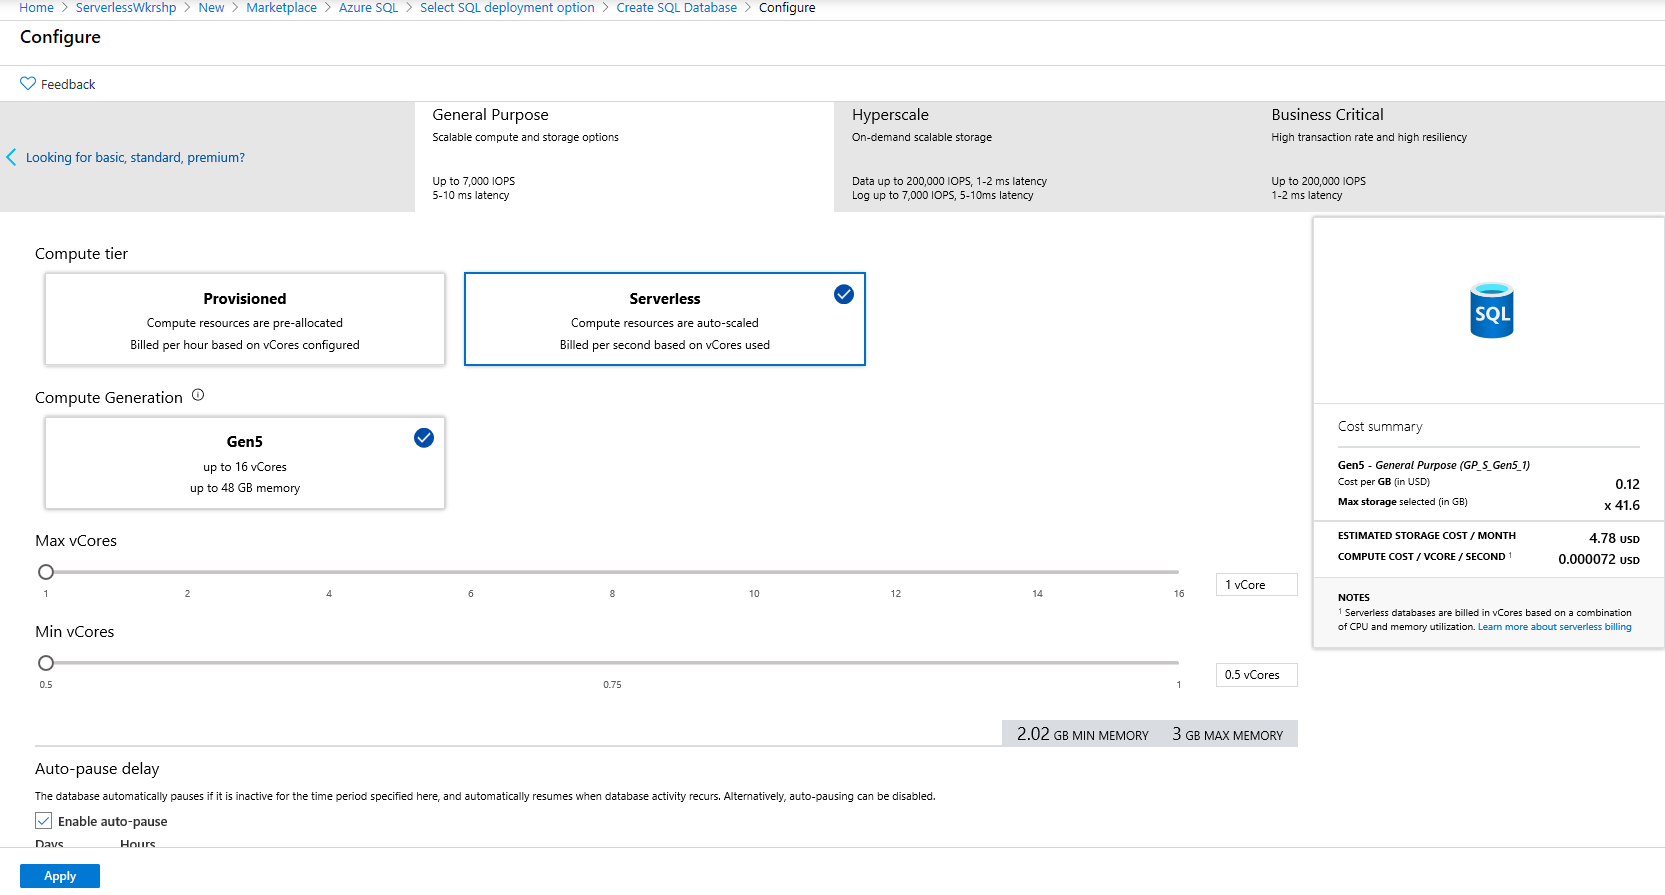 Home > ServerlessWkrshp > New > Marketplace > Azure SQL > Select SQL deployment option > Create SQL Database > Configure
Configure
Feedback
Looking for basic, standard, premium?
General Purpose
Scalable compute and storage options
Up to 7,000 IOPS
5-10 ms latency
Hyperscale
On-demand scalable storage
Data up to 200,000 IOPS, 1-2 ms latency
Log up to 7,000 IOPS, 5-10ms latency
Business Critical
High transaction rate and high resiliency
Up to 200,000 IOPS
1-2 ms latency
Compute tier
Provisioned
Compute resources are pre-allocated
Billed per hour based on vCores configured
Serverless
Compute resources are auto-scaled
Billed per second based on vCores used
Compute Generation
Gen5
up to 16 vCores
up to 48 GB memory
Max vCores
1 2 4 6 8 10 12 14 16
1 vCore
Min vCores
0.5 0.75 1
0.5 vCores
2.02 GB MIN MEMORY 3 GB MAX MEMORY
Auto-pause delay
The database automatically pauses if it is inactive for the time period specified here, and automatically resumes when database activity recurs. Alternatively, auto-pausing can be disabled.
Enable auto-pause
Days Hours
Apply
SQL
Cost summary
Gen5 - General Purpose (GP_S_Gen5_1)
Cost per GB (in USD) 0.12
Max storage selected (in GB) x 41.6
ESTIMATED STORAGE COST / MONTH 4.78 USD
COMPUTE COST / VCORE / SECOND ¹ 0.000072 USD
NOTES
¹ Serverless databases are billed in vCores based on a combination
of CPU and memory utilization. Learn more about serverless billing